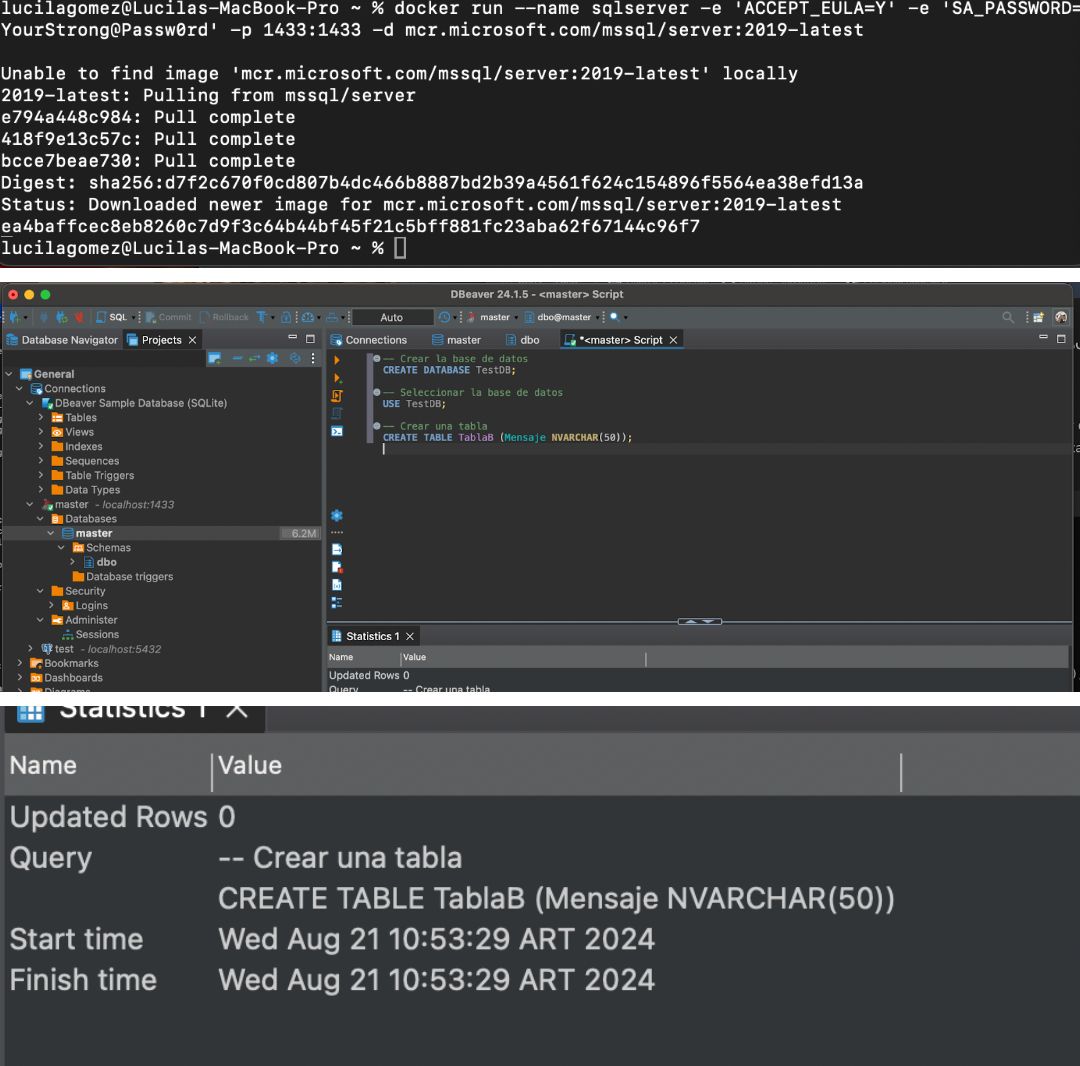 lucilagomez@Lucilas-MacBook-Pro ~ % docker run --name sqlserver -e 'ACCEPT_EULA=Y' -e 'SA_PASSWORD=
YourStrong@Passw0rd' -p 1433:1433 -d mcr.microsoft.com/mssql/server:2019-latest
Unable to find image 'mcr.microsoft.com/mssql/server:2019-latest' locally
2019-latest: Pulling from mssql/server
e794a448c984: Pull complete
418f9e13c57c: Pull complete
bcce7beae730: Pull complete
Digest: sha256:d7f2c670f0cd807b4dc466b8887bd2b39a4561f624c154896f5564ea38efd13a
Status: Downloaded newer image for mcr.microsoft.com/mssql/server:2019-latest
ea4baffcec8eb8260c7d9f3c64b44bf45f21c5bff881fc23aba62f67144c96f7
lucilagomez@Lucilas-MacBook-Pro ~ %
DBeaver 24.1.5 - <master> Script
SQL Commit Rollback T Auto master dbo@master
Database Navigator Projects
Connections master dbo *<master> Script
General
Connections
DBeaver Sample Database (SQLite)
Tables
Views
Indexes
Sequences
Table Triggers
Data Types
master - localhost:1433
Databases
master 6.2M
Schemas
dbo
Database triggers
Security
Logins
Administer
Sessions
test - localhost:5432
Bookmarks
Dashboards
Diagrams
-- Crear la base de datos
CREATE DATABASE TestDB;
-- Seleccionar la base de datos
USE TestDB;
-- Crear una tabla
CREATE TABLE TablaB (Mensaje NVARCHAR(50));
Statistics 1
Name Value
Updated Rows 0
Query -- Crear una tabla
Statistics 1
Name Value
Updated Rows 0
Query -- Crear una tabla
CREATE TABLE TablaB (Mensaje NVARCHAR(50))
Start time Wed Aug 21 10:53:29 ART 2024
Finish time Wed Aug 21 10:53:29 ART 2024